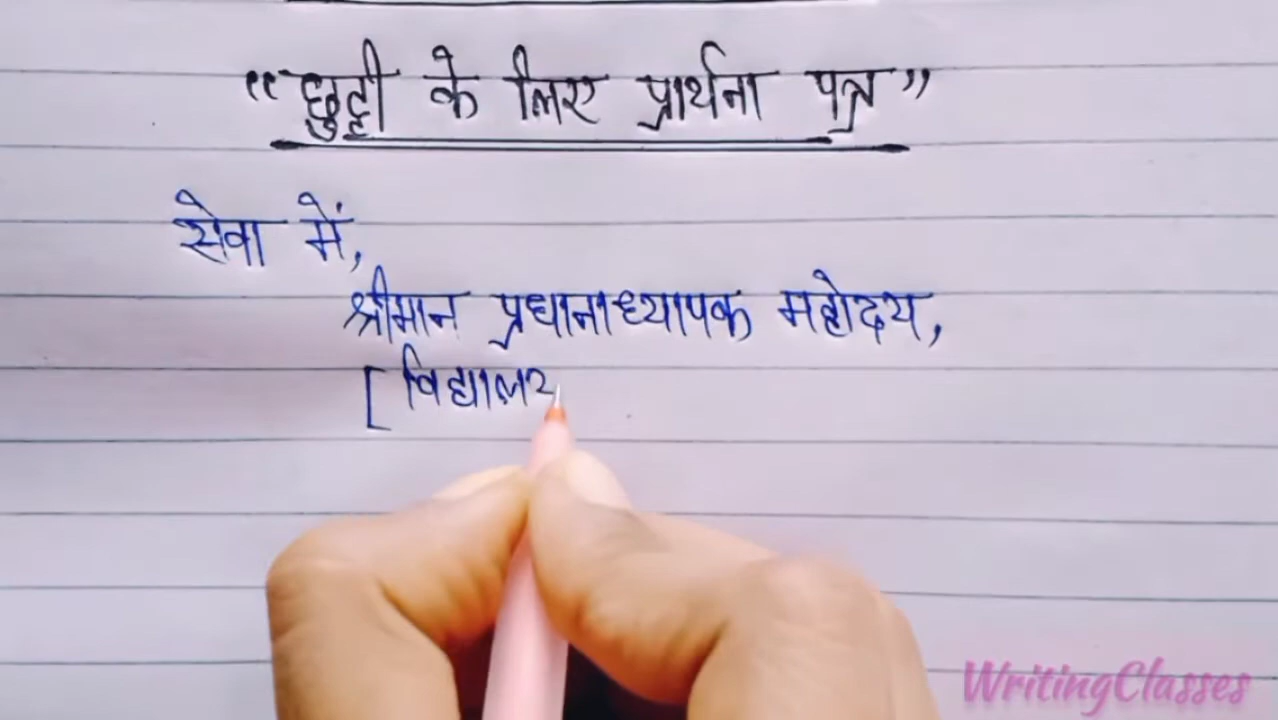 “छुट्टी के लिए प्रार्थना पत्र”
सेवा में,
श्रीमान प्रधानाध्यापक महोदय,
[ विद्यालय
WritingClasses